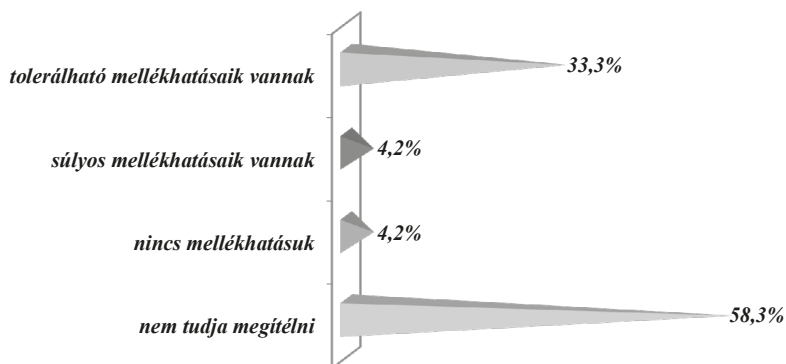 tolerálható mellékhatásaik vannak
33,3%
súlyos mellékhatásaik vannak
4,2%
nincs mellékhatásuk
4,2%
nem tudja megítélni
58,3%